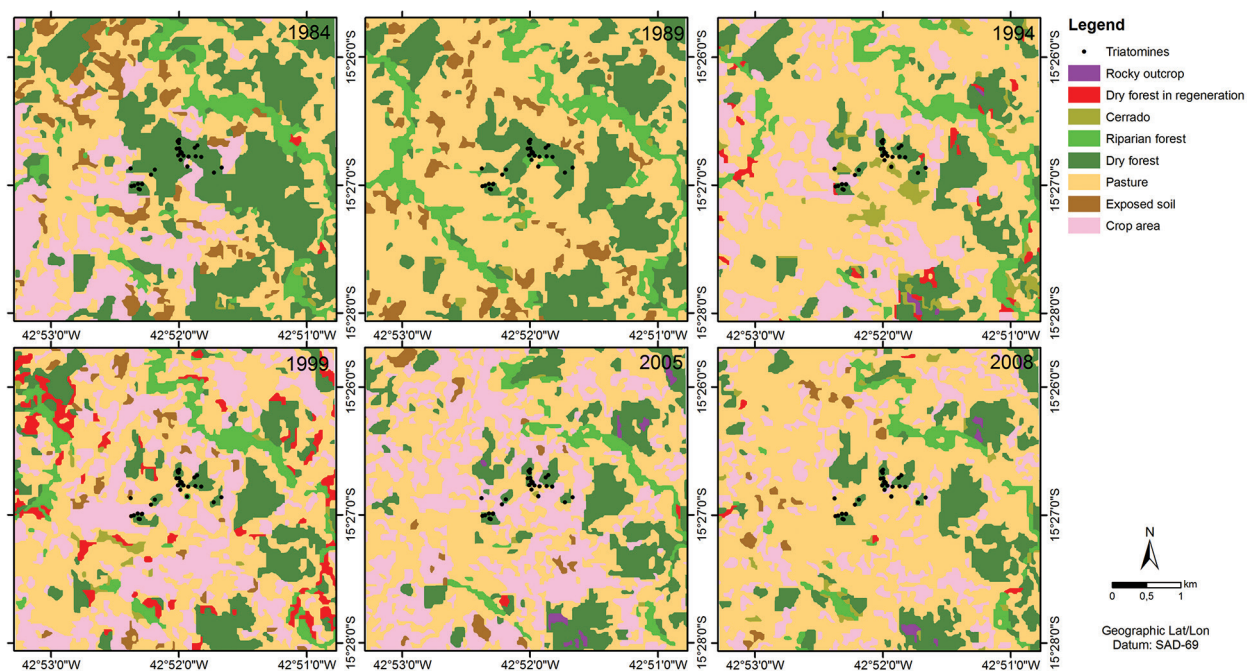 1984
1989
1994
Legend
Triatomines
Rocky outcrop
Dry forest in regeneration
Cerrado
Riparian forest
Dry forest
Pasture
Exposed soil
Crop area
15°26'0"S
15°27'0"S
15°28'0"S
15°26'0"S
15°27'0"S
15°28'0"S
15°26'0"S
15°27'0"S
15°28'0"S
42°53'0"W
42°52'0"W
42°51'0"W
42°53'0"W
42°52'0"W
42°51'0"W
42°53'0"W
42°52'0"W
42°51'0"W
1999
2005
2008
15°26'0"S
15°27'0"S
15°28'0"S
15°26'0"S
15°27'0"S
15°28'0"S
15°26'0"S
15°27'0"S
15°28'0"S
42°53'0"W
42°52'0"W
42°51'0"W
42°53'0"W
42°52'0"W
42°51'0"W
42°53'0"W
42°52'0"W
42°51'0"W
N
km
0 0,5 1
Geographic Lat/Lon
Datum: SAD-69